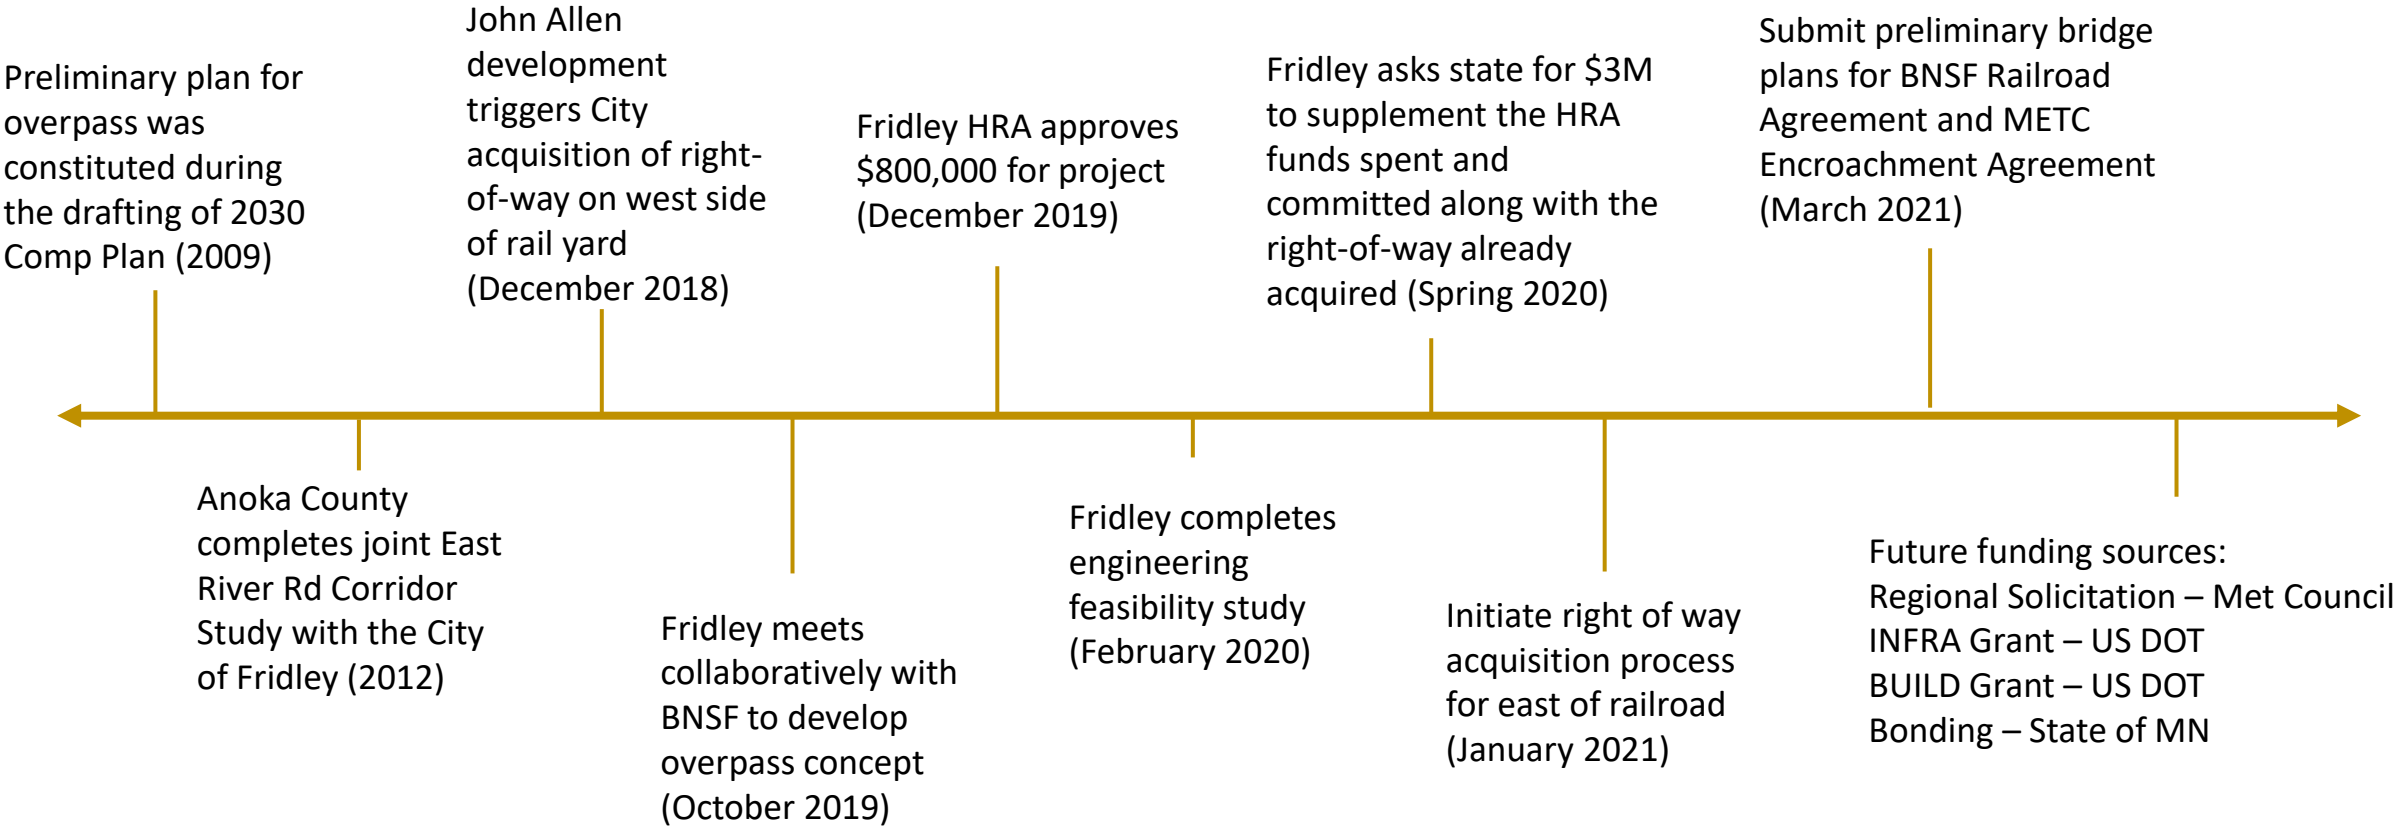 Preliminary plan for
overpass was
constituted during
the drafting of 2030
Comp Plan (2009)
Anoka County
completes joint East
River Rd Corridor
Study with the City
of Fridley (2012)
John Allen
development
triggers City
acquisition of right-
of-way on west side
of rail yard
(December 2018)
Fridley meets
collaboratively with
BNSF to develop
overpass concept
(October 2019)
Fridley HRA approves
$800,000 for project
(December 2019)
Fridley completes
engineering
feasibility study
(February 2020)
Fridley asks state for $3M
to supplement the HRA
funds spent and
committed along with the
right-of-way already
acquired (Spring 2020)
Initiate right of way
acquisition process
for east of railroad
(January 2021)
Submit preliminary bridge
plans for BNSF Railroad
Agreement and METC
Encroachment Agreement
(March 2021)
Future funding sources:
Regional Solicitation – Met Council
INFRA Grant – US DOT
BUILD Grant – US DOT
Bonding – State of MN